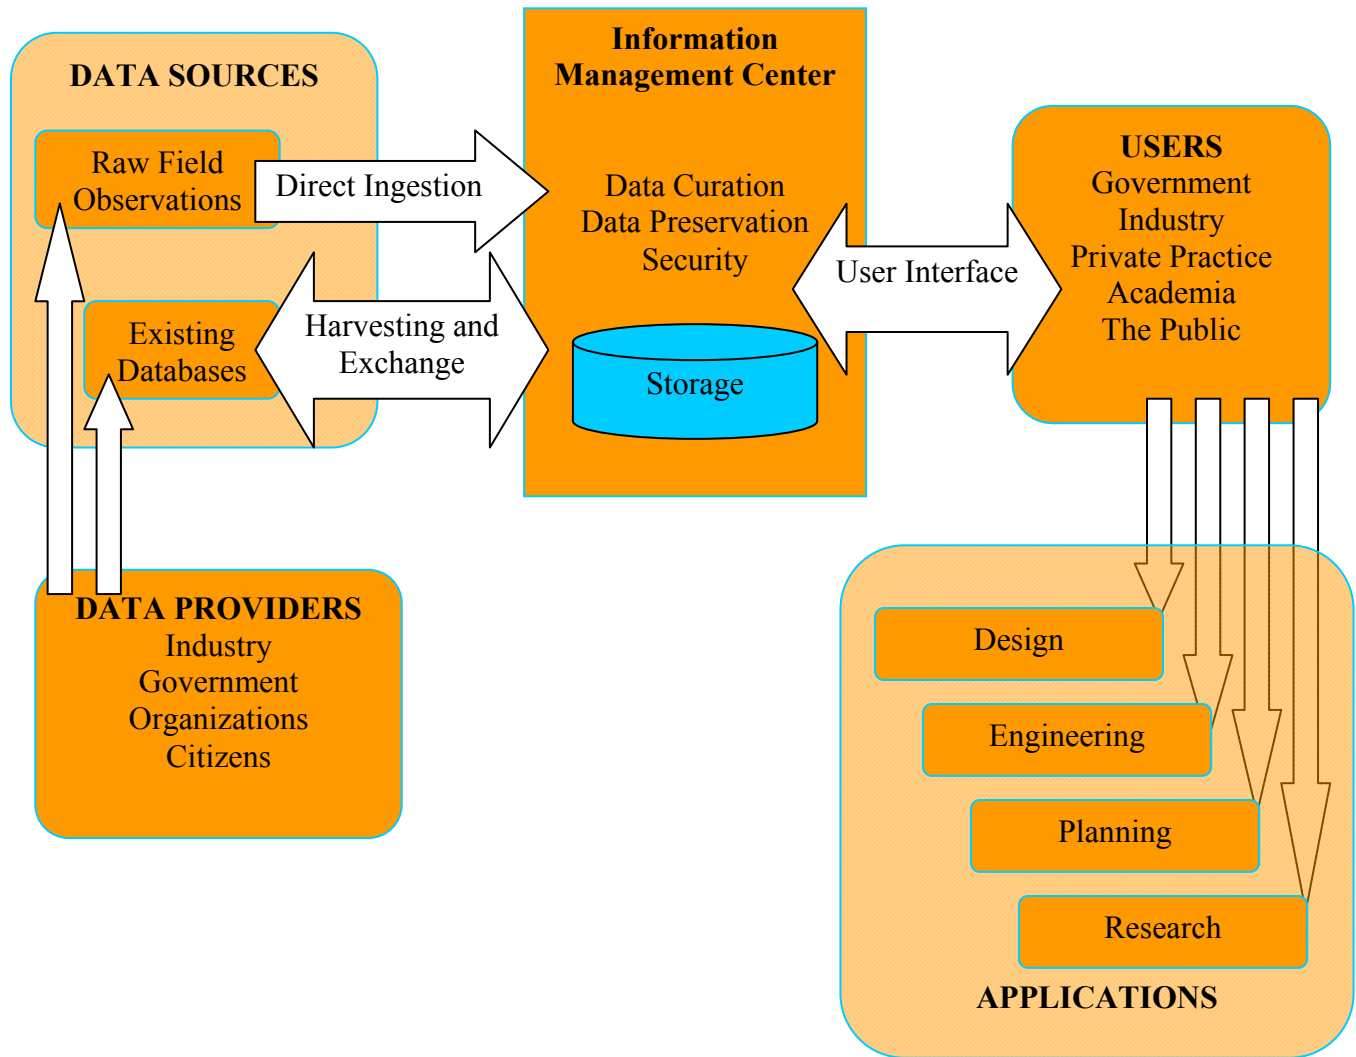 DATA SOURCES
Raw Field
Observations
Existing
Databases
Direct Ingestion
Harvesting and
Exchange
Information
Management Center
Data Curation
Data Preservation
Security
Storage
User Interface
USERS
Government
Industry
Private Practice
Academia
The Public
DATA PROVIDERS
Industry
Government
Organizations
Citizens
Design
Engineering
Planning
Research
APPLICATIONS